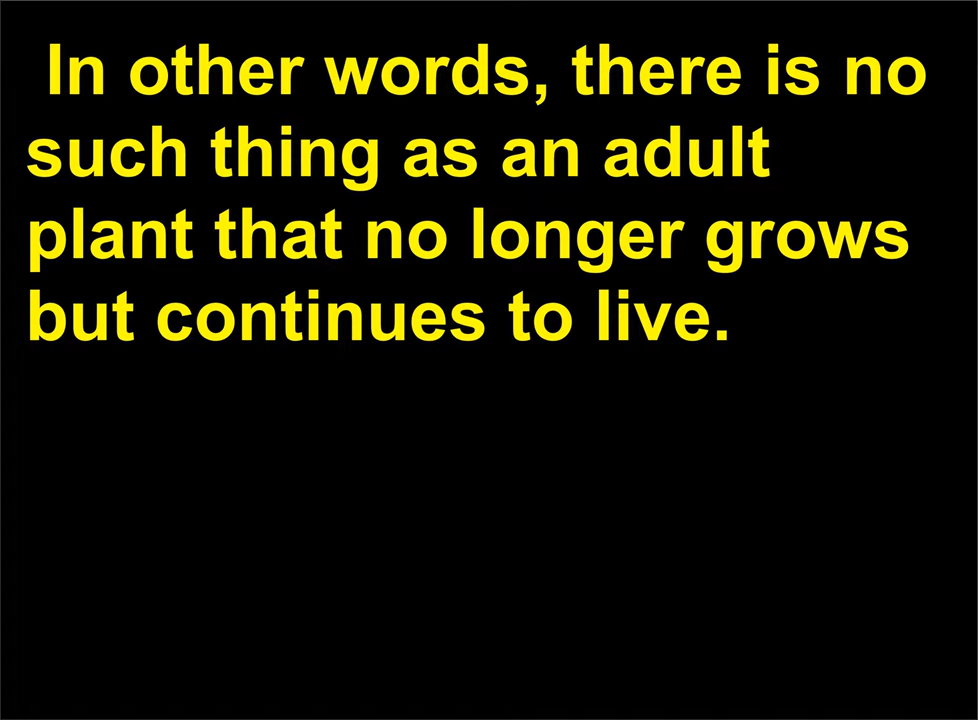 In other words, there is no
such thing as an adult
plant that no longer grows
but continues to live.